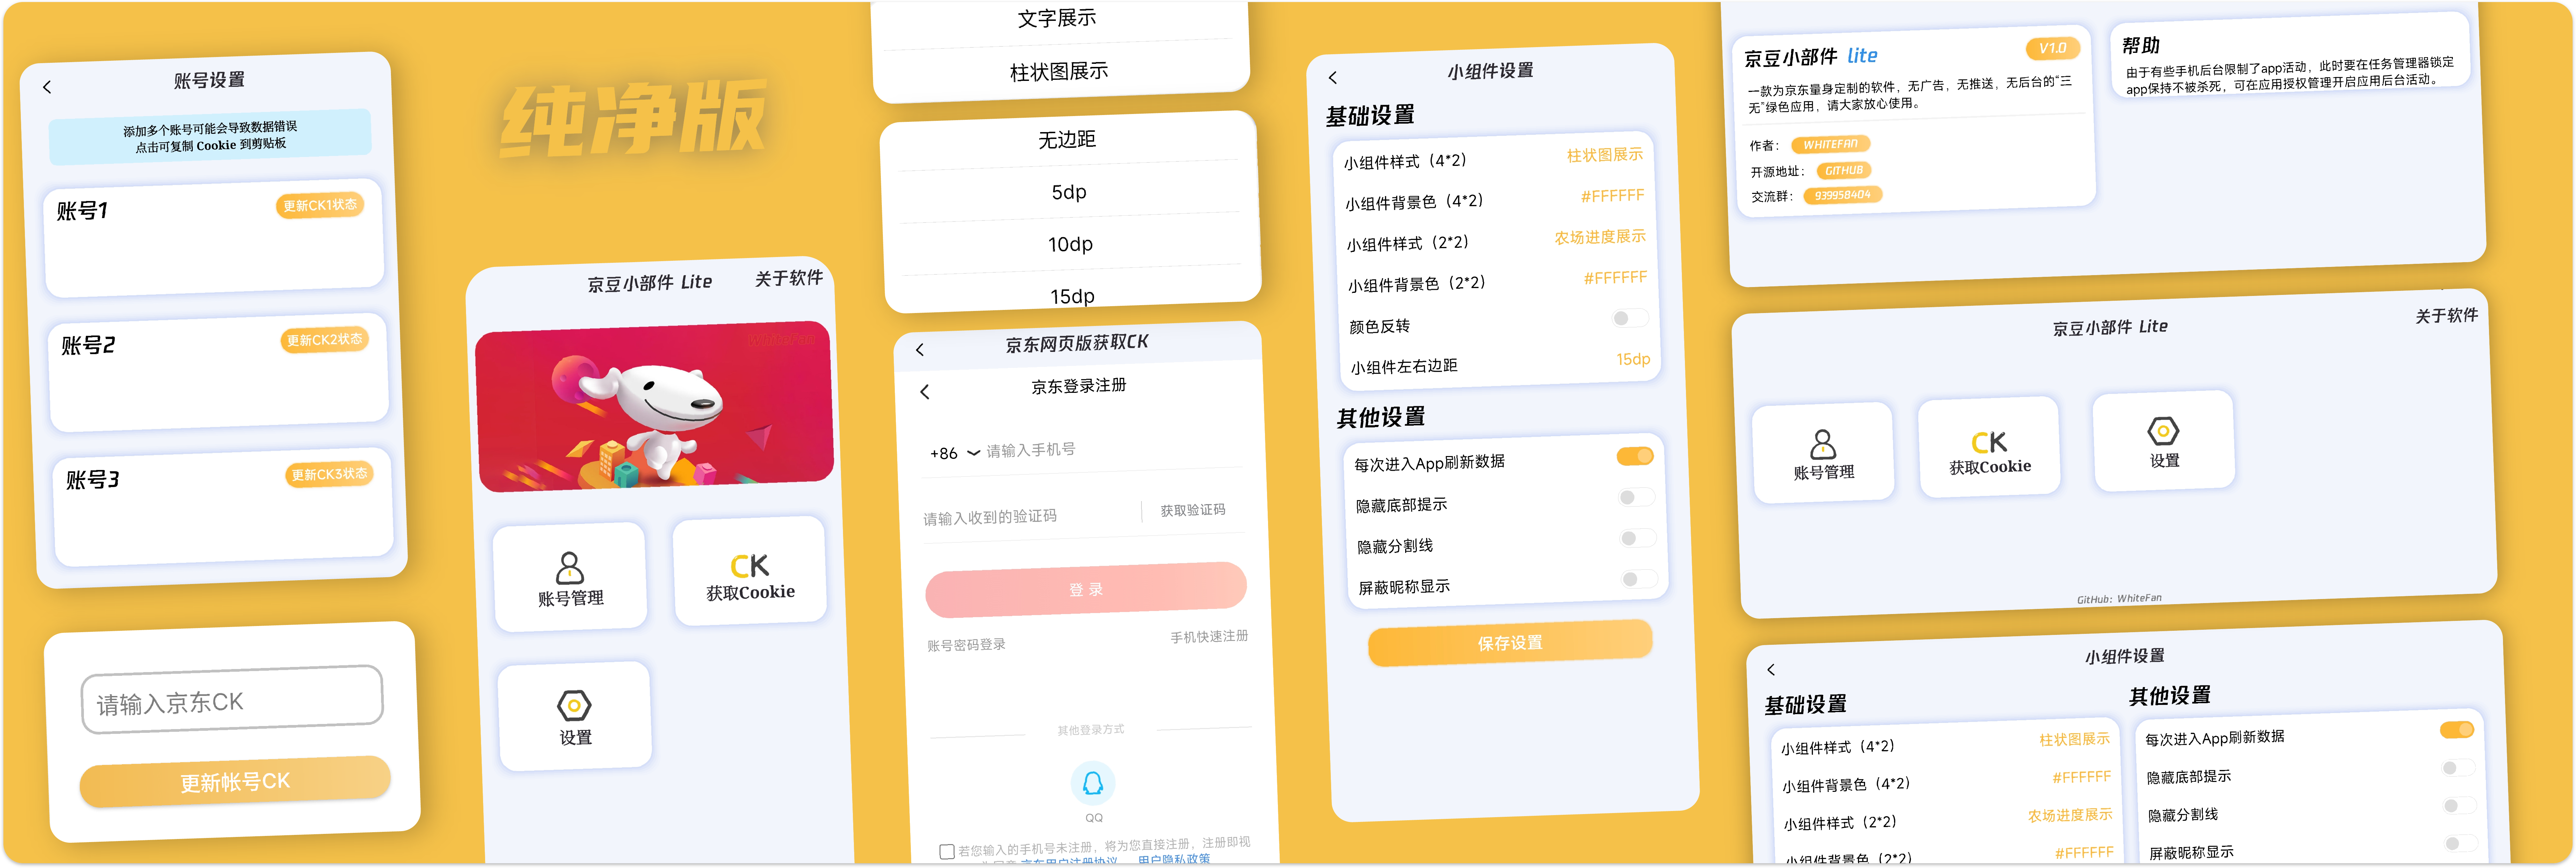 账号设置
添加多个账号可能会导致数据错误
点击可复制 Cookie 到剪贴板
账号1
更新CK1状态
账号2
更新CK2状态
账号3
更新CK3状态
请输入京东CK
更新帐号CK
纯净版
京豆小部件 Lite
关于软件
WhiteFan
账号管理
CK
获取Cookie
设置
文字展示
柱状图展示
无边距
5dp
10dp
15dp
京东网页版获取CK
京东登录注册
+86
请输入手机号
请输入收到的验证码
获取验证码
登录
账号密码登录
手机快速注册
其他登录方式
QQ
若您输入的手机号未注册，将为您直接注册，注册即视
京东用户注册协议
用户隐私政策
小组件设置
基础设置
小组件样式（4*2）
柱状图展示
小组件背景色（4*2）
#FFFFFF
小组件样式（2*2）
农场进度展示
小组件背景色（2*2）
#FFFFFF
颜色反转
小组件左右边距
15dp
其他设置
每次进入App刷新数据
隐藏底部提示
隐藏分割线
屏蔽昵称显示
保存设置
京豆小部件 lite
V1.0
一款为京东量身定制的软件，无广告，无推送，无后台的“三
无”绿色应用，请大家放心使用。
作者：
WHITEFAN
开源地址：
GITHUB
交流群：
939958404
帮助
由于有些手机后台限制了app活动，此时要在任务管理器锁定
app保持不被杀死，可在应用授权管理开启应用后台活动。
京豆小部件 Lite
关于软件
账号管理
CK
获取Cookie
设置
GitHub：WhiteFan
小组件设置
基础设置
小组件样式（4*2）
柱状图展示
小组件背景色（4*2）
#FFFFFF
小组件样式（2*2）
农场进度展示
小组件背景色（2*2）
#FFFFFF
其他设置
每次进入App刷新数据
隐藏底部提示
隐藏分割线
屏蔽昵称显示